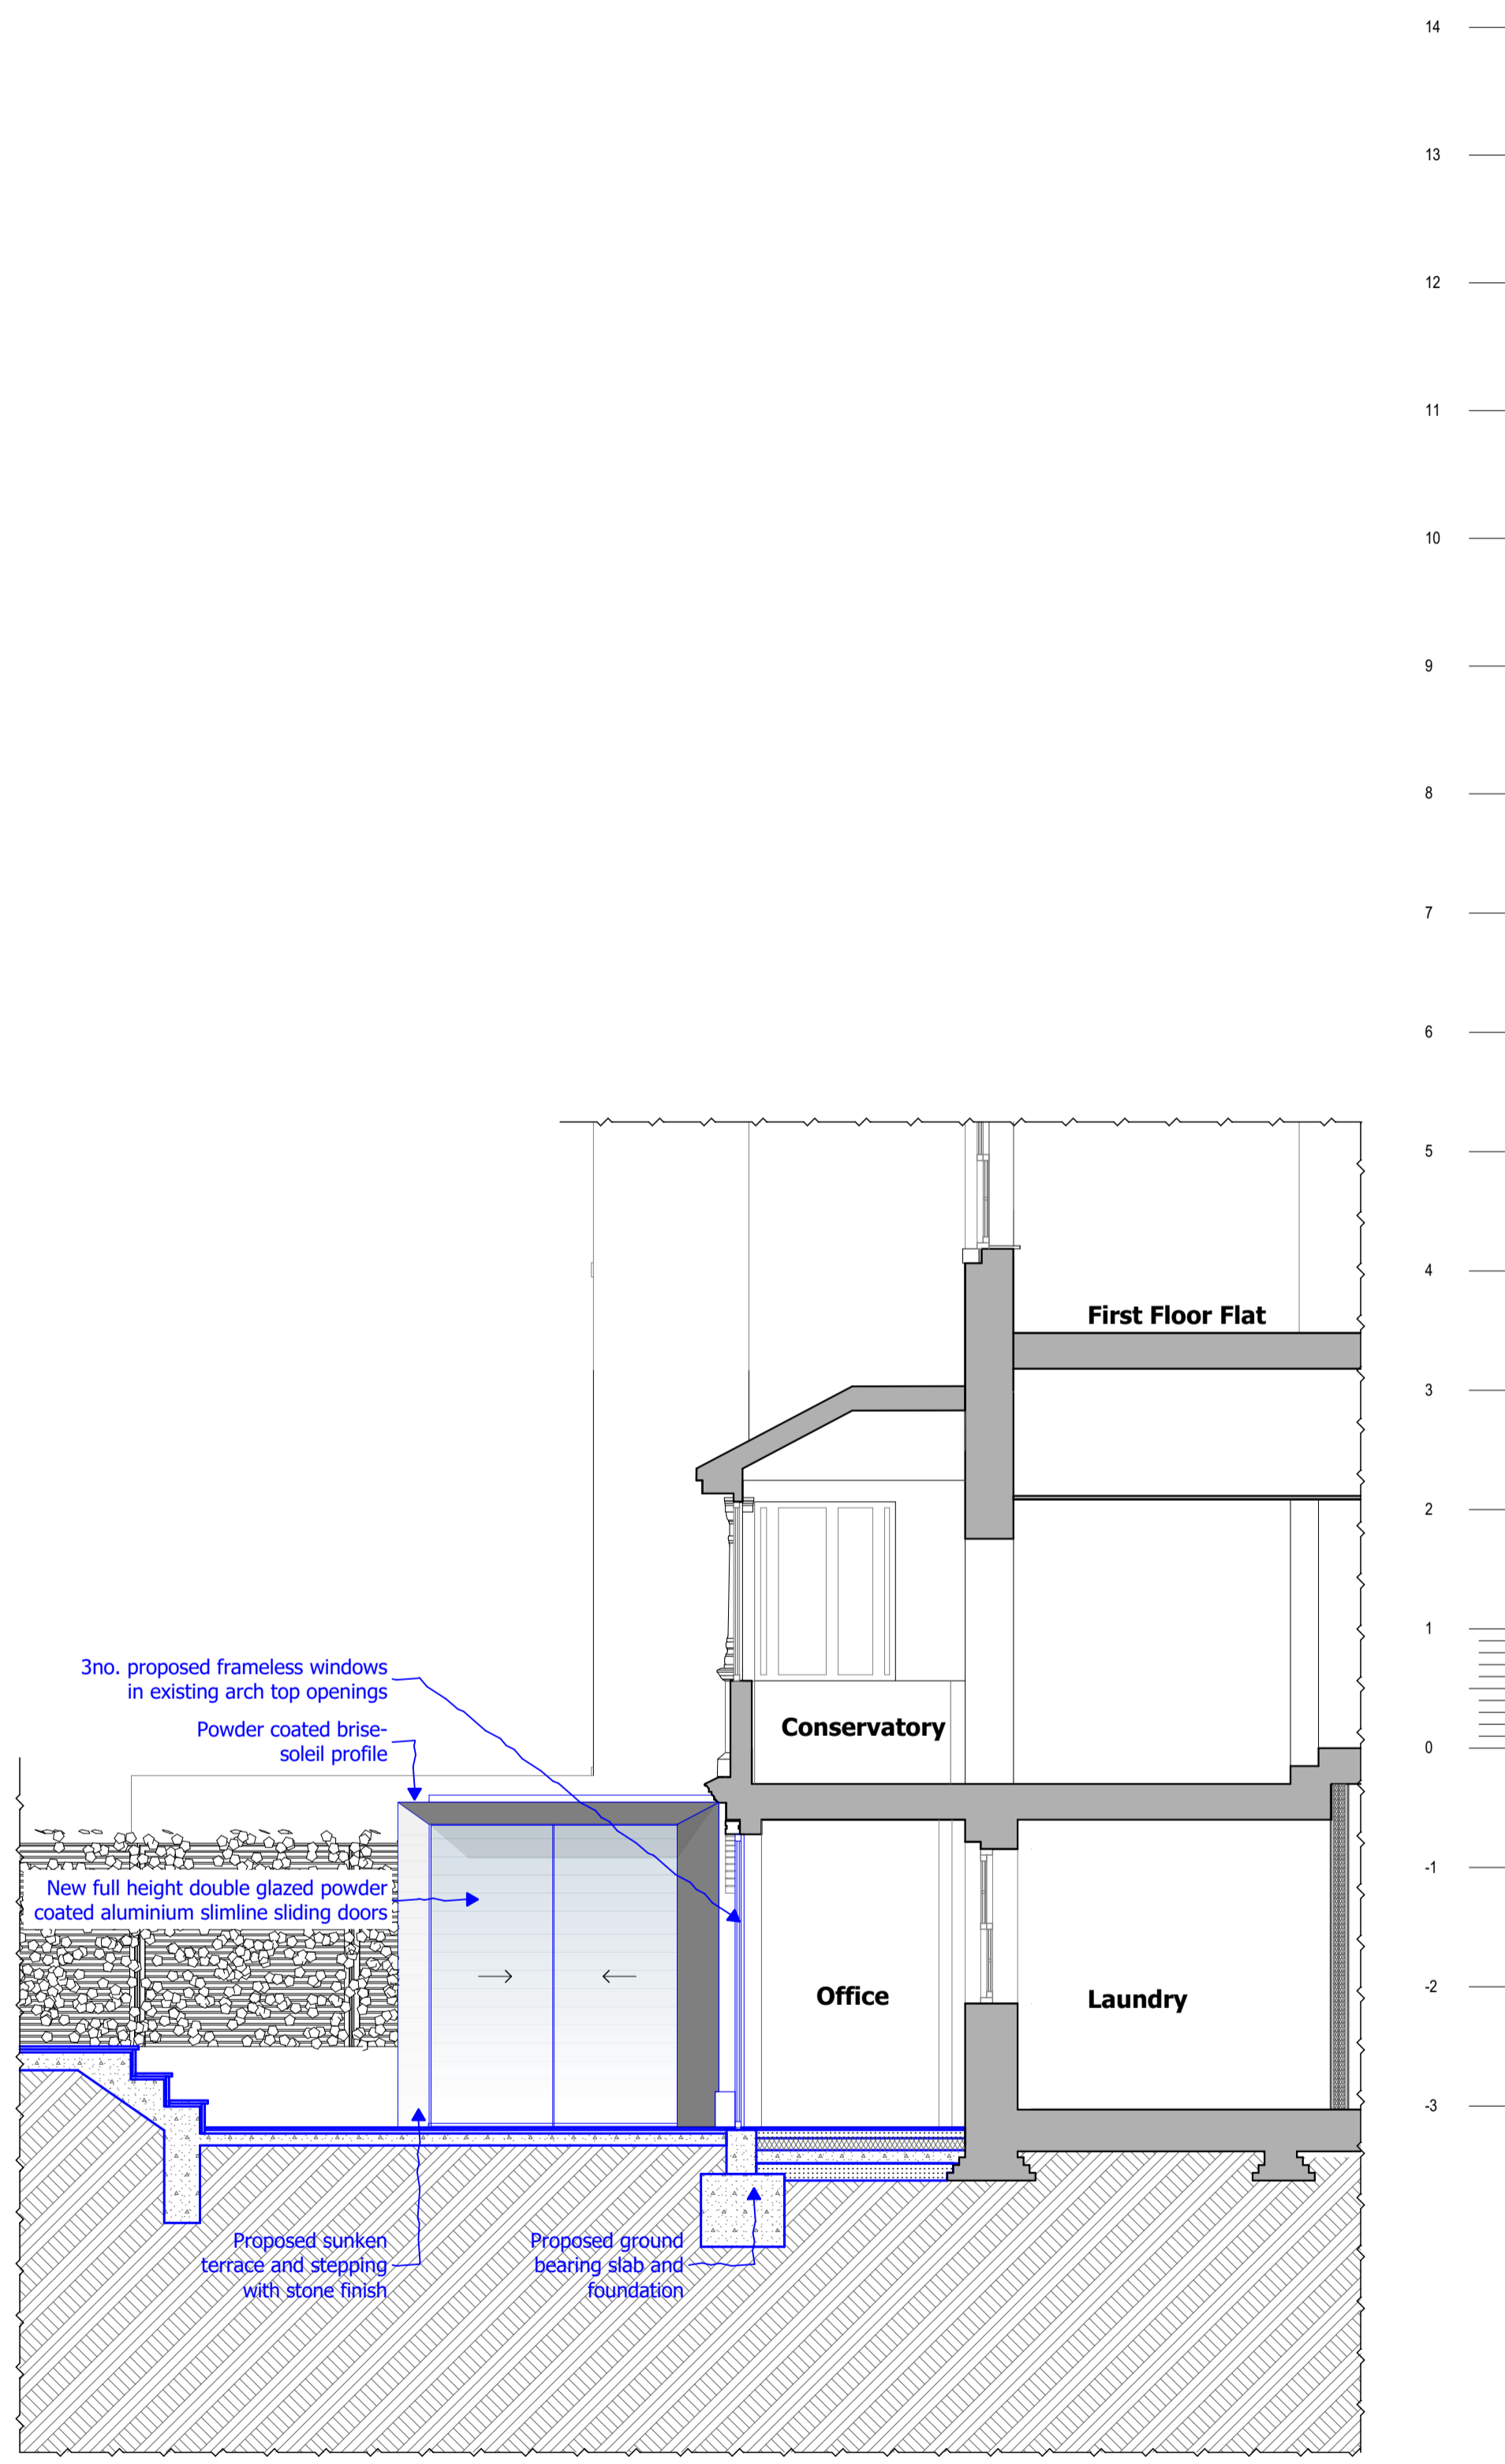 14
13
12
11
10
9
8
7
6
5
4
First Floor Flat
3
2
1
3no. proposed frameless windows
in existing arch top openings
Conservatory
Powder coated brise-
soleil profile
0
-1
New full height double glazed powder
coated aluminium slimline sliding doors
Office
Laundry
-2
-3
Proposed sunken
terrace and stepping
with stone finish
Proposed ground
bearing slab and
foundation